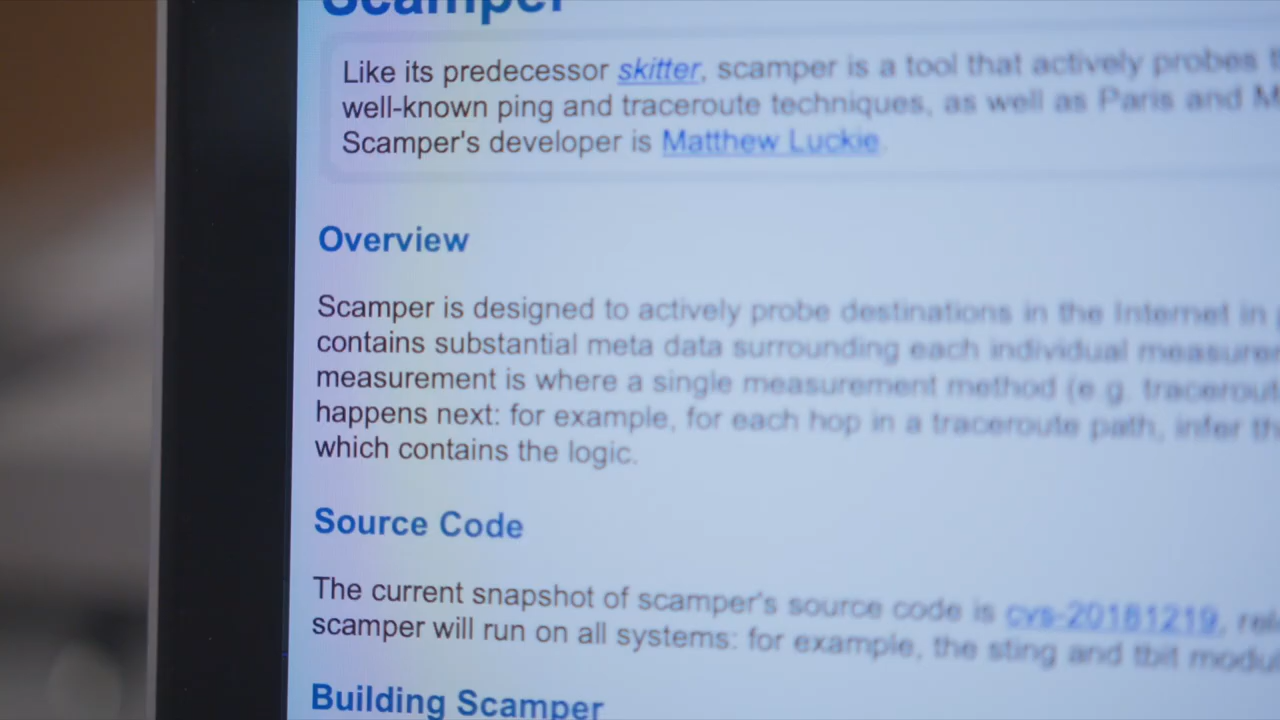 Scamper
Like its predecessor skitter, scamper is a tool that actively probes
well-known ping and traceroute techniques, as well as Paris and
Scamper's developer is Matthew Luckie.
Overview
Scamper is designed to actively probe destinations in the Internet in
contains substantial meta data surrounding each individual
measurement is where a single measurement method (e.g.
happens next: for example, for each hop in a traceroute path, infer
which contains the logic.
Source Code
The current snapshot of scamper's source code is cvs-20181219,
scamper will run on all systems: for example, the sting and tbit
Building Scamper